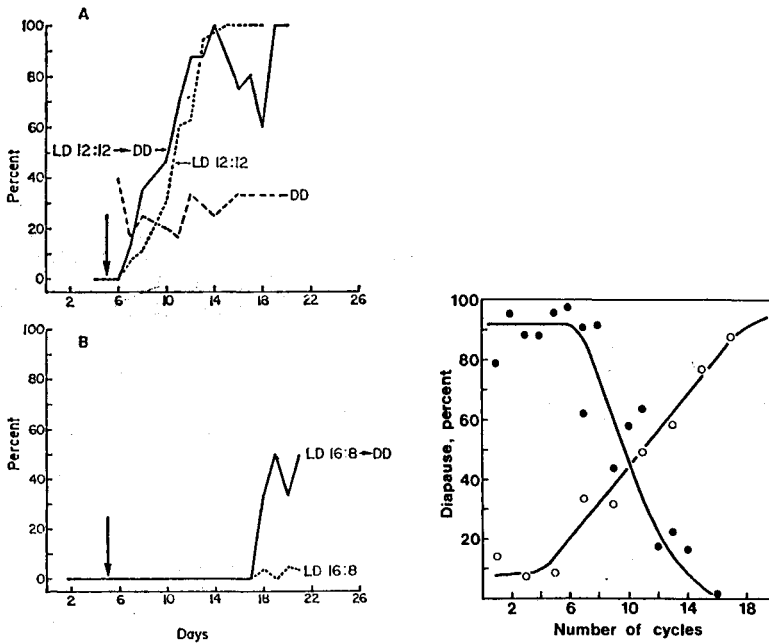 A
100
80
60
40
20
0
Percent
LD 12:12→DD→
←LD 12:12
DD
2 6 10 14 18 22 26
B
100
80
60
40
20
0
Percent
LD 16:8→DD
LD 16:8
2 6 10 14 18 22 26
Days
100
80
60
40
20
Diapause, percent
2 6 10 14 18
Number of cycles